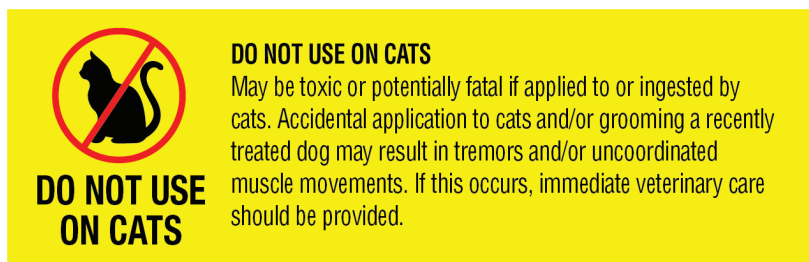 DO NOT USE
ON CATS
DO NOT USE ON CATS
May be toxic or potentially fatal if applied to or ingested by
cats. Accidental application to cats and/or grooming a recently
treated dog may result in tremors and/or uncoordinated
muscle movements. If this occurs, immediate veterinary care
should be provided.